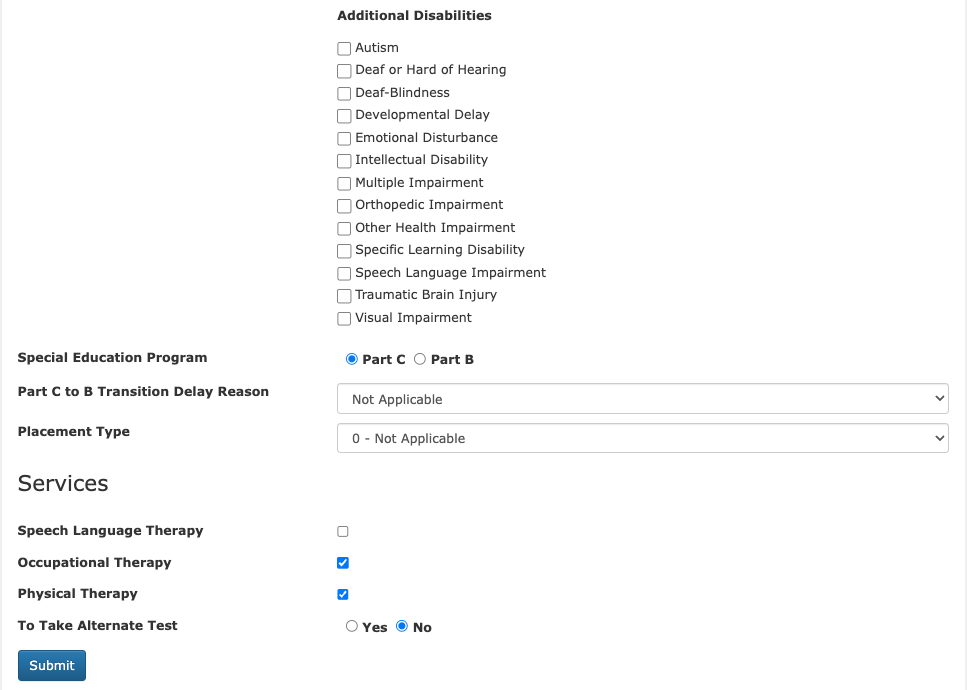 Additional Disabilities
Autism
Deaf or Hard of Hearing
Deaf-Blindness
Developmental Delay
Emotional Disturbance
Intellectual Disability
Multiple Impairment
Orthopedic Impairment
Other Health Impairment
Specific Learning Disability
Speech Language Impairment
Traumatic Brain Injury
Visual Impairment
Special Education Program Part C Part B
Part C to B Transition Delay Reason Not Applicable
Placement Type 0 - Not Applicable
Services
Speech Language Therapy
Occupational Therapy
Physical Therapy
To Take Alternate Test Yes No
Submit